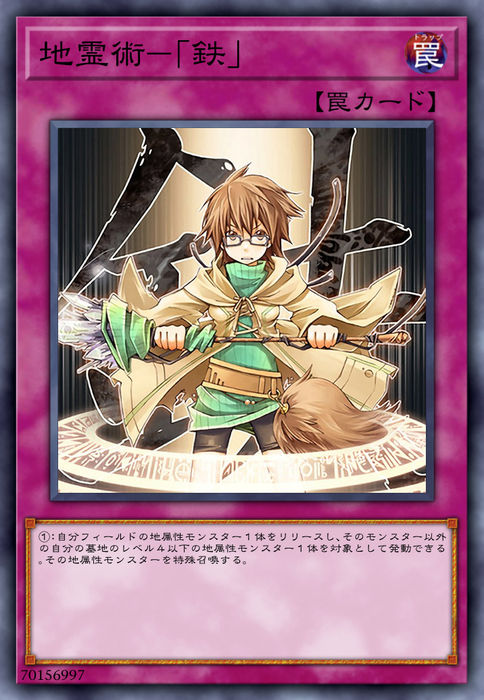 地霊術－「鉄」
トラップ
罠
【罠カード】
①：自分フィールドの地属性モンスター１体をリリースし、そのモンスター以外
の自分の墓地のレベル４以下の地属性モンスター１体を対象として発動できる
。その地属性モンスターを特殊召喚する。
70156997